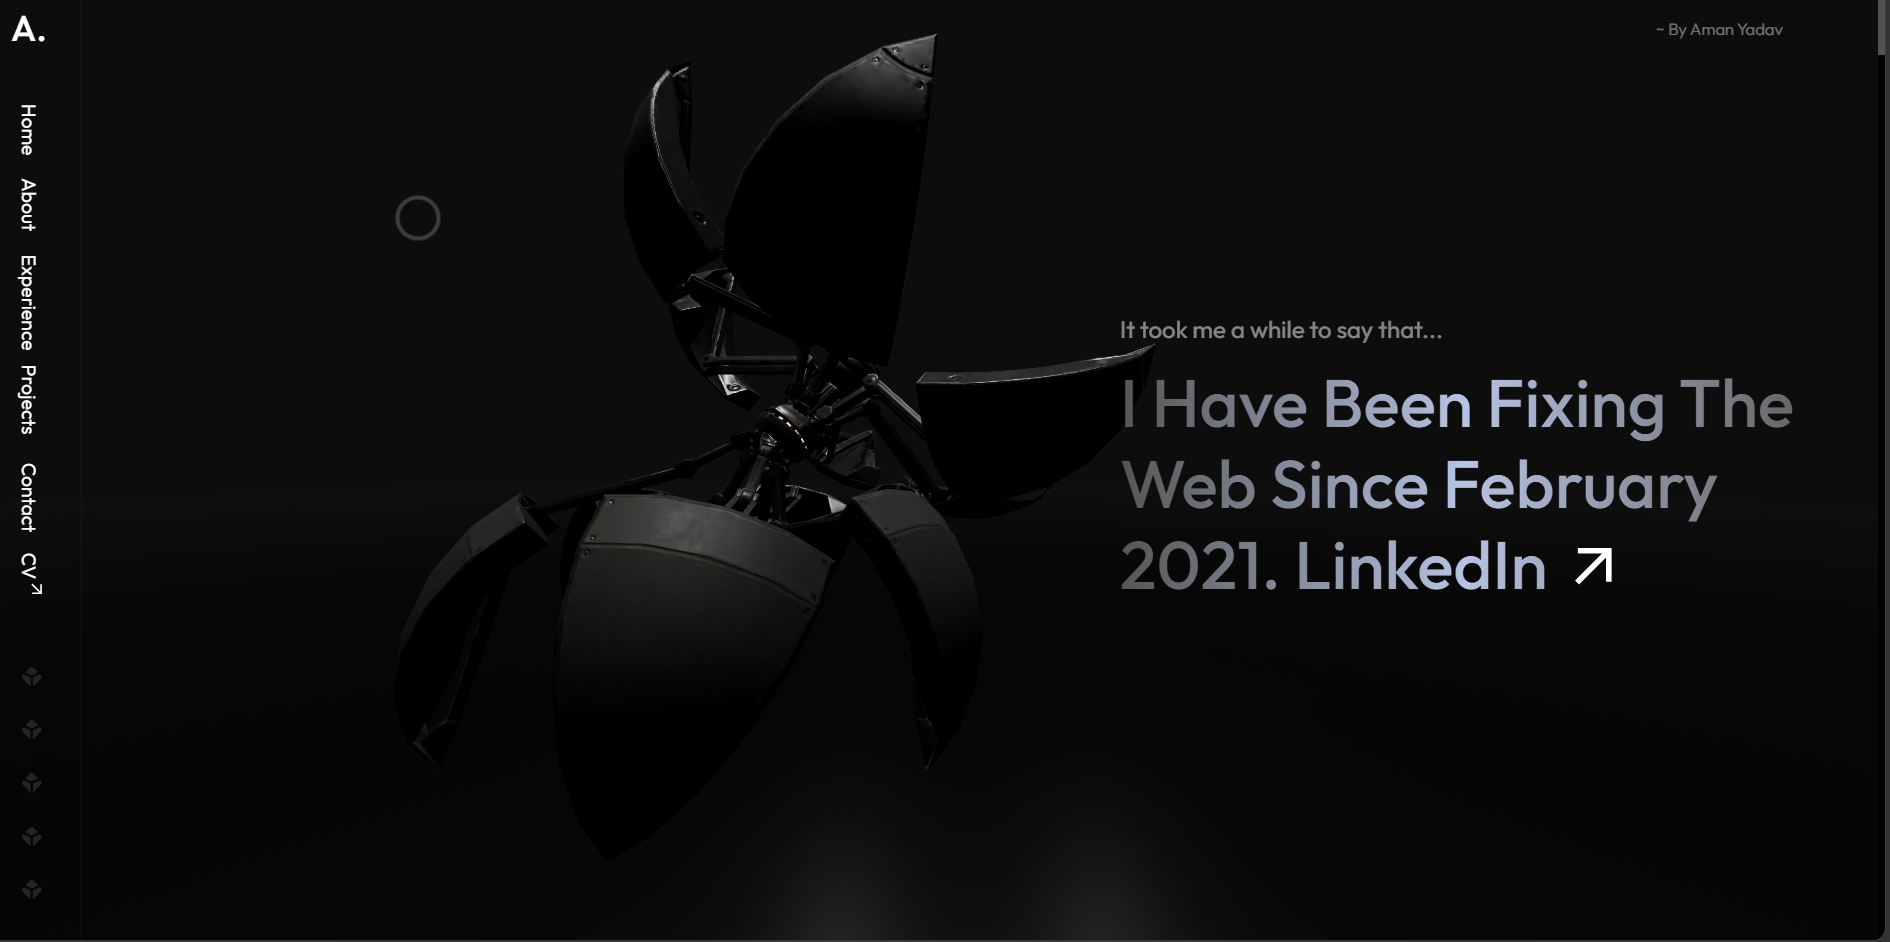 A.
~ By Aman Yadav
Home
About
Experience
Projects
Contact
CV
It took me a while to say that...
I Have Been Fixing The
Web Since February
2021. LinkedIn